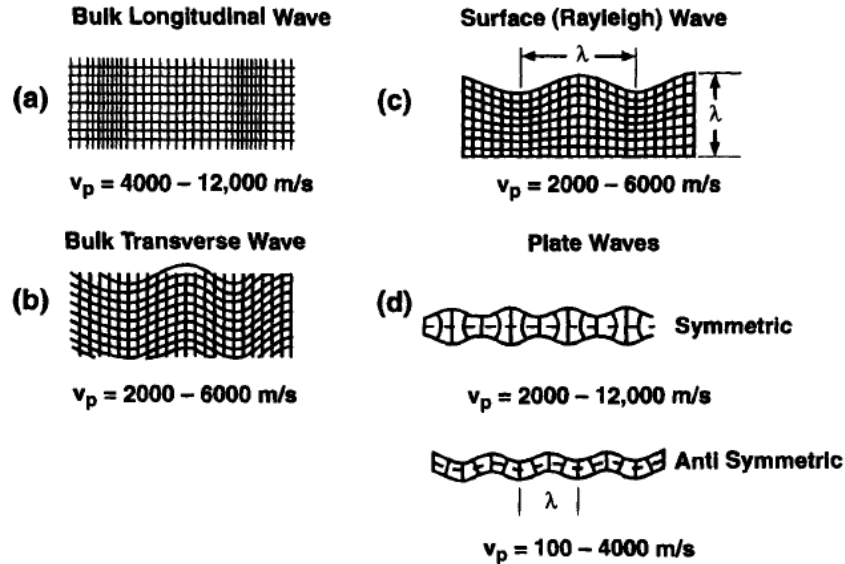 Bulk Longitudinal Wave
(a)
vp = 4000 – 12,000 m/s
Bulk Transverse Wave
(b)
vp = 2000 – 6000 m/s
Surface (Rayleigh) Wave
(c)
λ
λ
vp = 2000 – 6000 m/s
Plate Waves
(d)
Symmetric
vp = 2000 – 12,000 m/s
Anti Symmetric
λ
vp = 100 – 4000 m/s